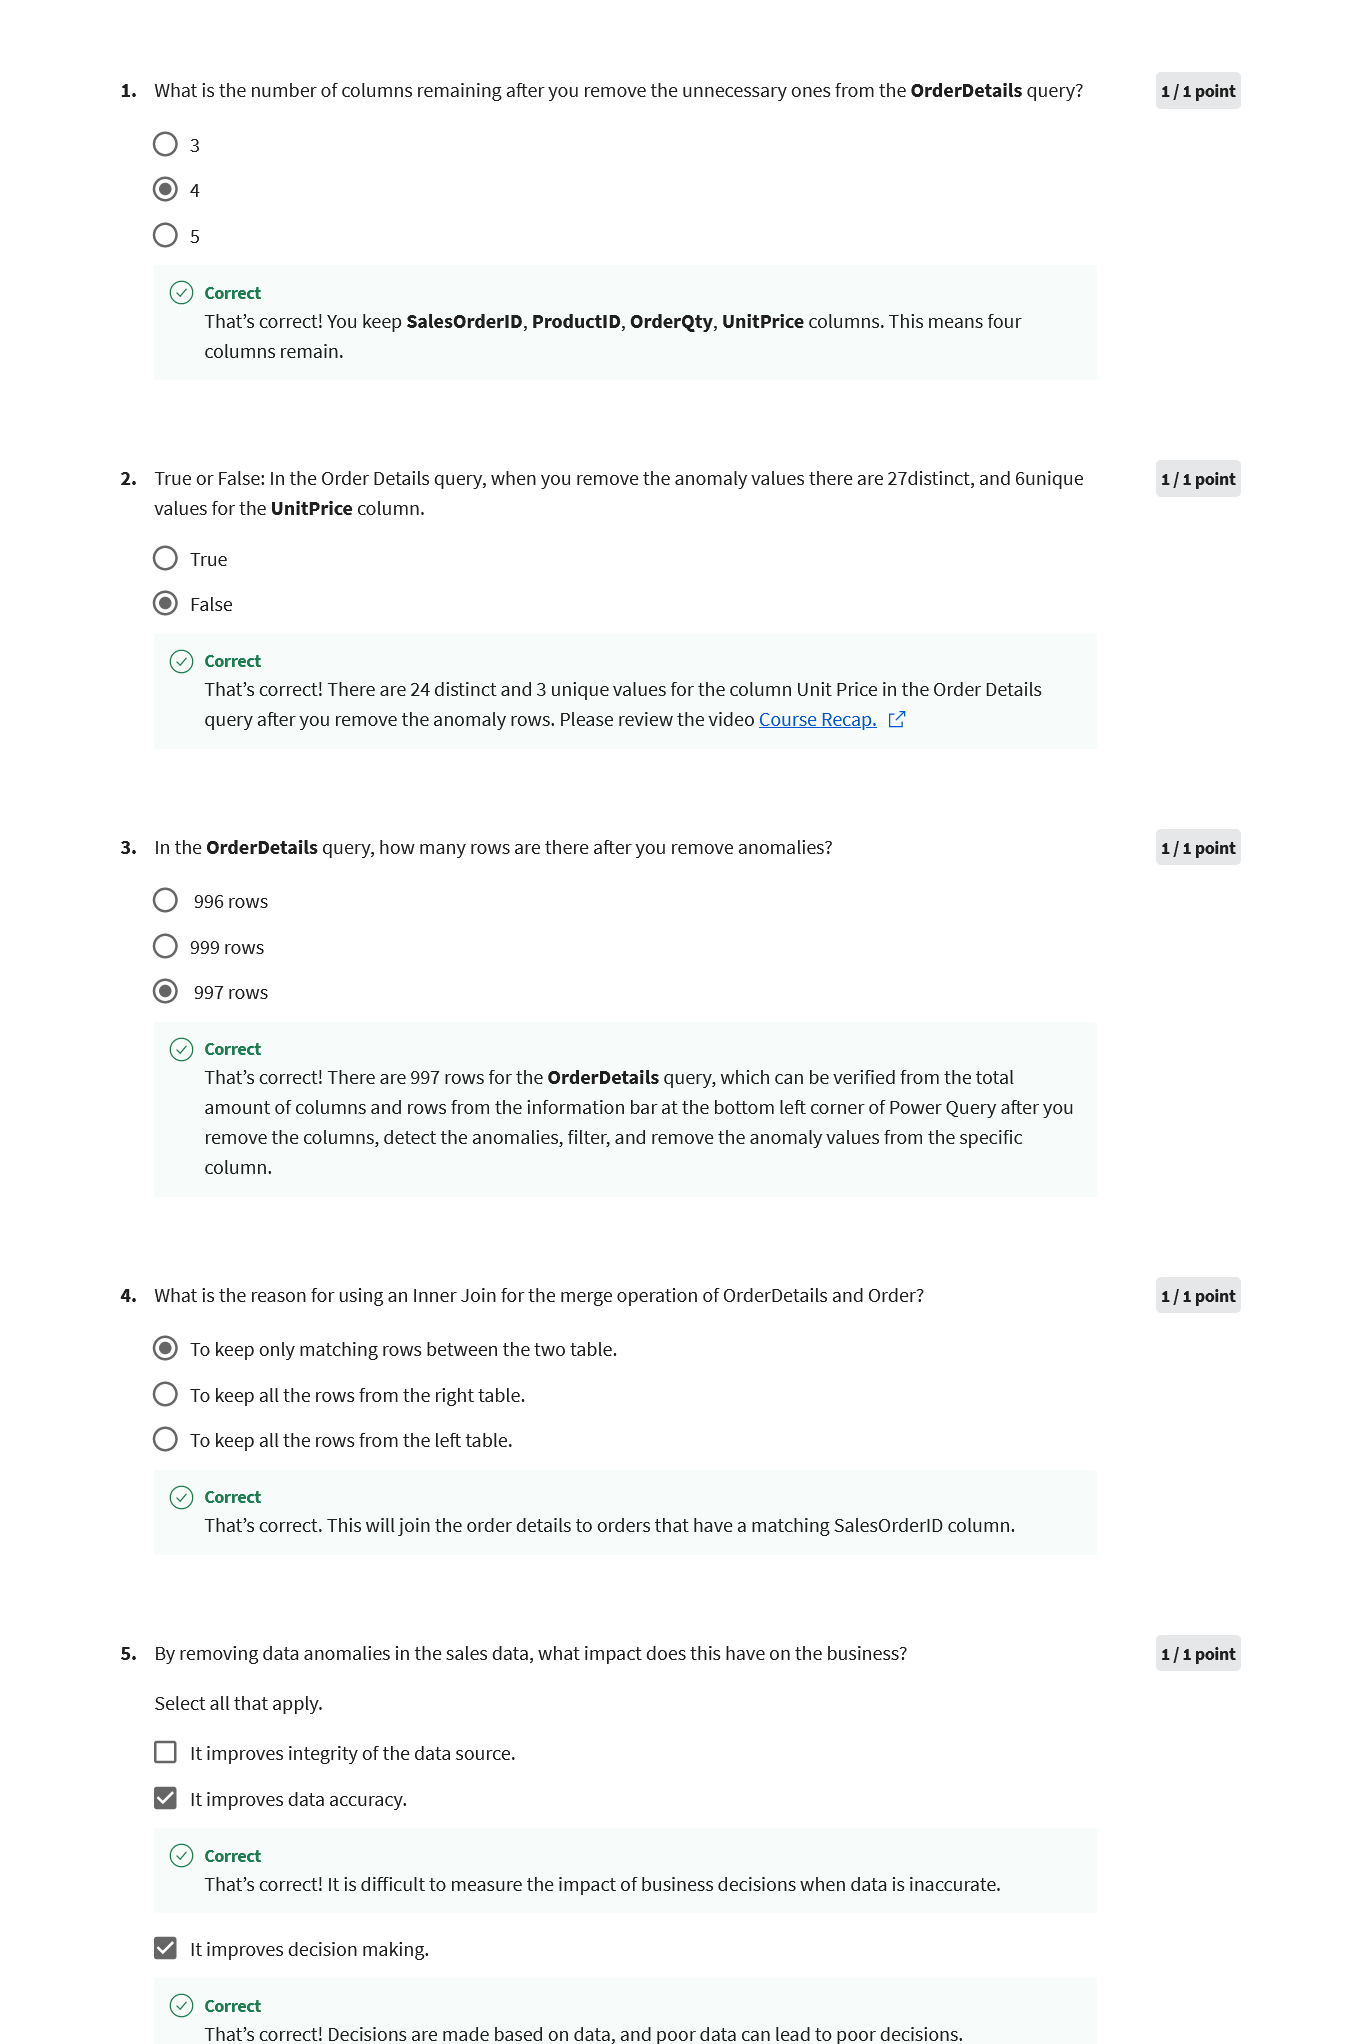 1. What is the number of columns remaining after you remove the unnecessary ones from the OrderDetails query?
1 / 1 point
3
4
5
Correct
That’s correct! You keep SalesOrderID, ProductID, OrderQty, UnitPrice columns. This means four
columns remain.
2. True or False: In the Order Details query, when you remove the anomaly values there are 27distinct, and 6unique
1 / 1 point
values for the UnitPrice column.
True
False
Correct
That’s correct! There are 24 distinct and 3 unique values for the column Unit Price in the Order Details
query after you remove the anomaly rows. Please review the video Course Recap.
3. In the OrderDetails query, how many rows are there after you remove anomalies?
1 / 1 point
996 rows
999 rows
997 rows
Correct
That’s correct! There are 997 rows for the OrderDetails query, which can be verified from the total
amount of columns and rows from the information bar at the bottom left corner of Power Query after you
remove the columns, detect the anomalies, filter, and remove the anomaly values from the specific
column.
4. What is the reason for using an Inner Join for the merge operation of OrderDetails and Order?
1 / 1 point
To keep only matching rows between the two table.
To keep all the rows from the right table.
To keep all the rows from the left table.
Correct
That’s correct. This will join the order details to orders that have a matching SalesOrderID column.
5. By removing data anomalies in the sales data, what impact does this have on the business?
1 / 1 point
Select all that apply.
It improves integrity of the data source.
It improves data accuracy.
Correct
That’s correct! It is difficult to measure the impact of business decisions when data is inaccurate.
It improves decision making.
Correct
That’s correct! Decisions are made based on data, and poor data can lead to poor decisions.